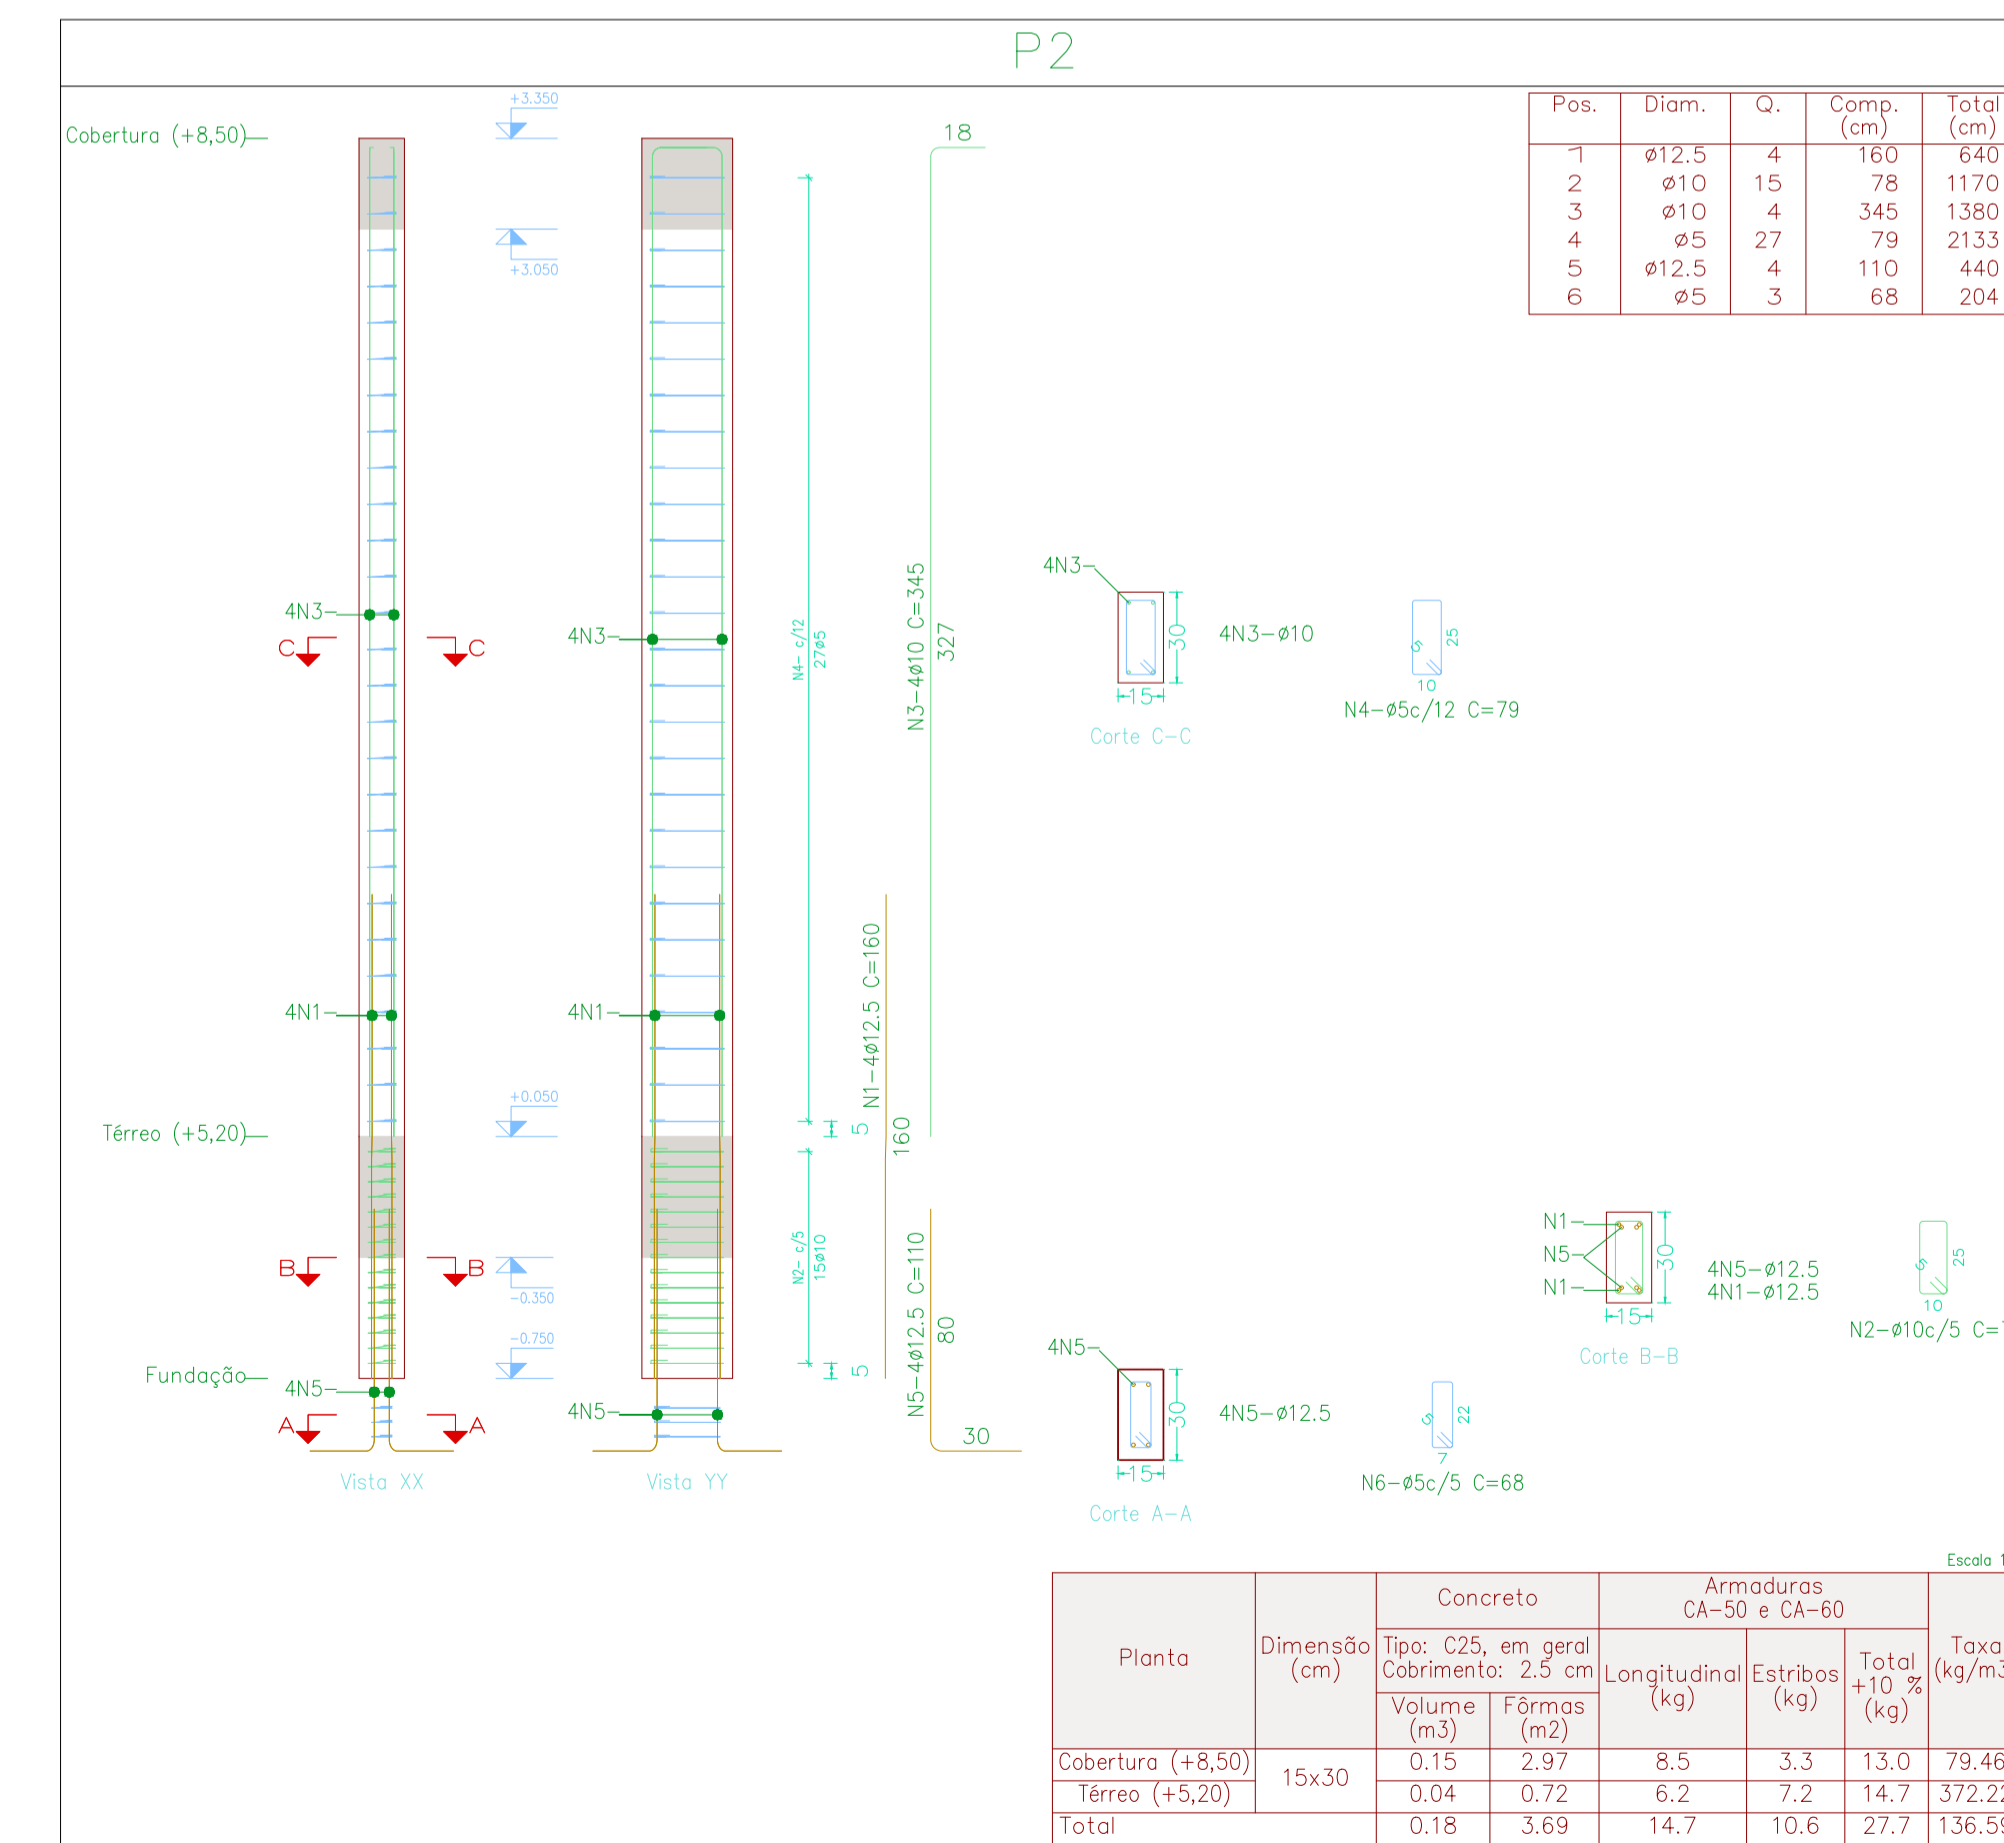 P2
Pos. Diam. Q. Comp. (cm) Total (cm)
1 ø12.5 4 160 640
2 ø10 15 78 1170
3 ø10 4 345 1380
4 ø5 27 79 2133
5 ø12.5 4 110 440
6 ø5 3 68 204
Cobertura (+8,50)
+3.350
+3.050
18
4N3
4N3
C C
N4- c/12
27ø5
N3-4ø10 C=345
327
4N3
30
15
4N3-ø10
Corte C-C
5
25
10
N4-ø5c/12 C=79
4N1
4N1
N1-4ø12.5 C=160
160
+0.050
Térreo (+5,20)
5
B B
-0.350
-0.750
N2- c/5
15ø10
5
N5-4ø12.5 C=110
80
30
Fundação
4N5
4N5
A A
Vista XX
Vista YY
N1
N5
N1
30
15
4N5-ø12.5
4N1-ø12.5
Corte B-B
5
25
10
N2-ø10c/5 C=
4N5
30
15
4N5-ø12.5
Corte A-A
5
22
7
N6-ø5c/5 C=68
Escala 1
Planta
Dimensão
(cm)
Concreto
Tipo: C25, em geral
Cobrimento: 2.5 cm
Volume
(m3)
Fôrmas
(m2)
Armaduras
CA-50 e CA-60
Longitudinal
(kg)
Estribos
(kg)
Total
+10 %
(kg)
Taxa
(kg/m3
Cobertura (+8,50) 15x30 0.15 2.97 8.5 3.3 13.0 79.46
Térreo (+5,20) 0.04 0.72 6.2 7.2 14.7 372.22
Total 0.18 3.69 14.7 10.6 27.7 136.59